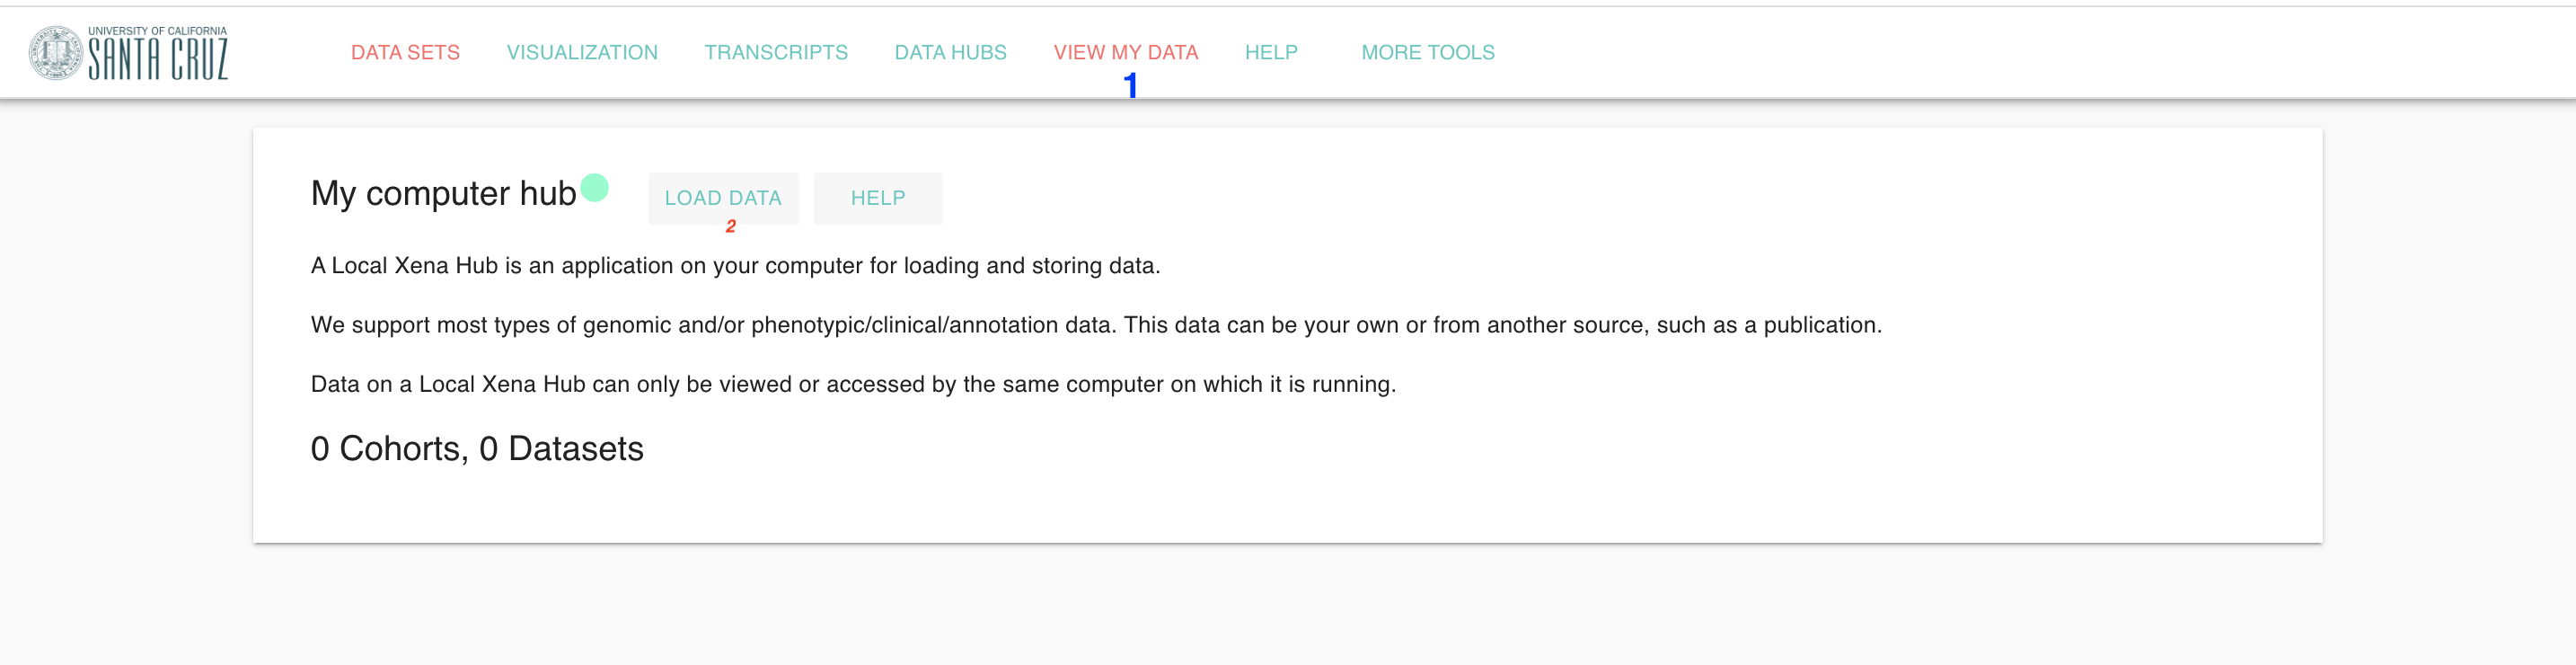 UNIVERSITY OF CALIFORNIA
SANTA CRUZ
DATA SETS VISUALIZATION TRANSCRIPTS DATA HUBS VIEW MY DATA HELP MORE TOOLS
1
My computer hub LOAD DATA HELP
2
A Local Xena Hub is an application on your computer for loading and storing data.
We support most types of genomic and/or phenotypic/clinical/annotation data. This data can be your own or from another source, such as a publication.
Data on a Local Xena Hub can only be viewed or accessed by the same computer on which it is running.
0 Cohorts, 0 Datasets